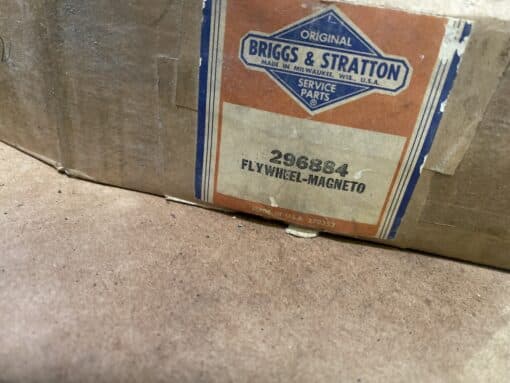 ORIGINAL
BRIGGS & STRATTON
MADE IN MILWAUKEE, WIS., U.S.A.
SERVICE
PARTS
®
296884
FLYWHEEL-MAGNETO
U.S.A.